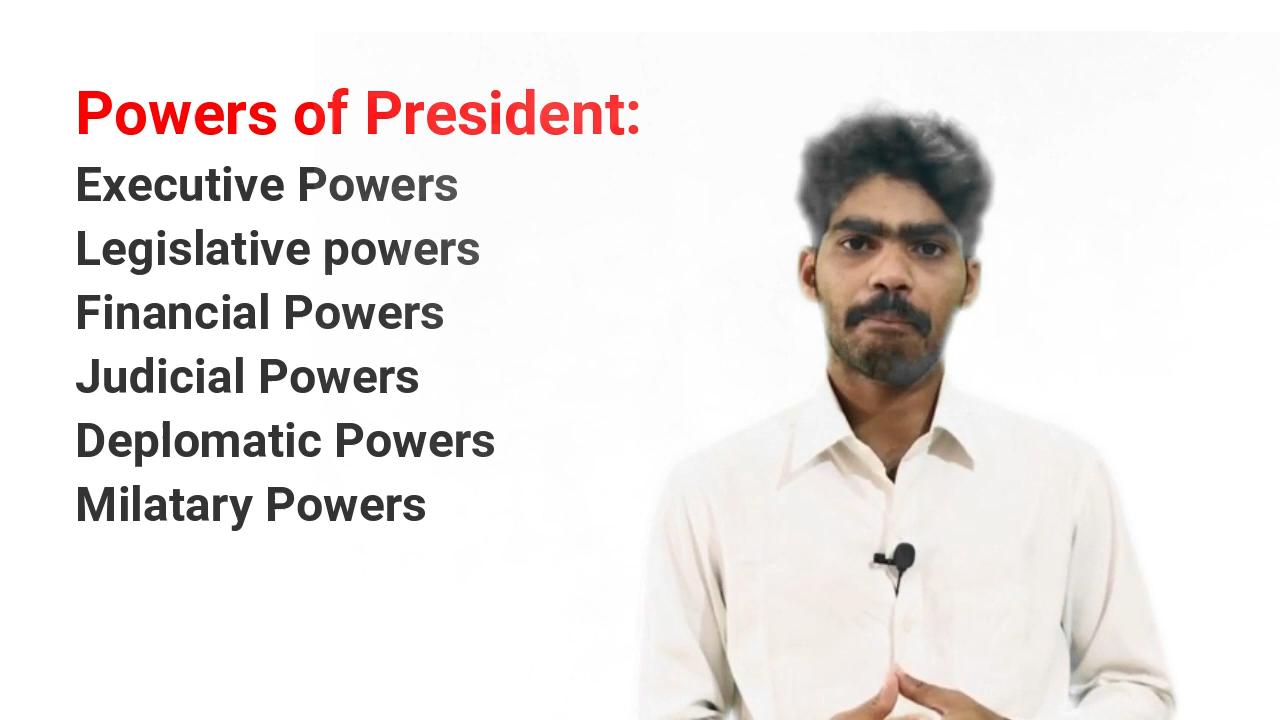 Powers of President:
Executive Powers
Legislative powers
Financial Powers
Judicial Powers
Deplomatic Powers
Milatary Powers